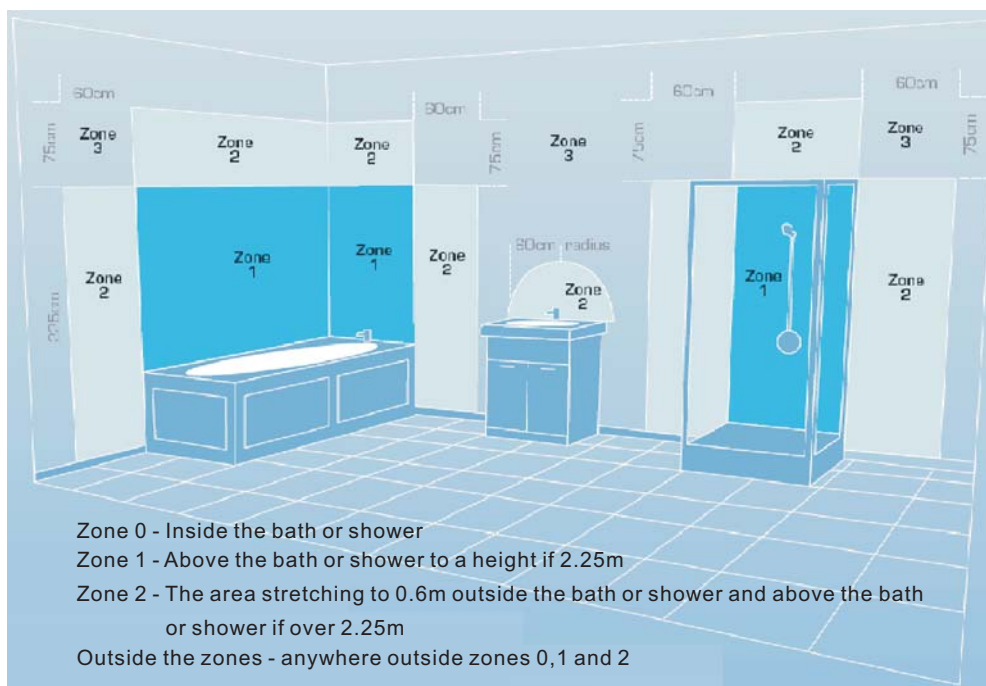 60cm
60cm
60cm
60cm
75cm
Zone
3
Zone
2
Zone
2
75cm
Zone
3
75cm
Zone
2
Zone
3
75cm
225cm
Zone
2
Zone
1
Zone
1
Zone
2
60cm radius
Zone
2
Zone
1
Zone
2
Zone 0 - Inside the bath or shower
Zone 1 - Above the bath or shower to a height if 2.25m
Zone 2 - The area stretching to 0.6m outside the bath or shower and above the bath
or shower if over 2.25m
Outside the zones - anywhere outside zones 0,1 and 2